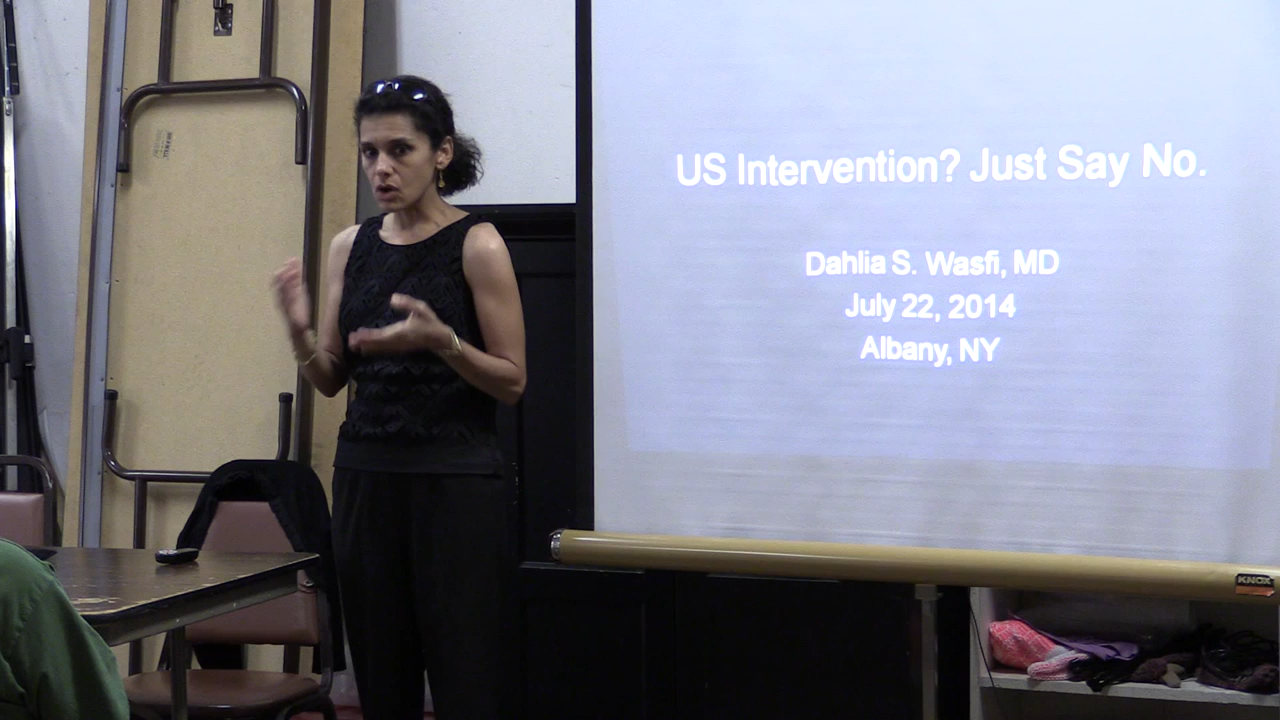 US Intervention? Just Say No.
Dahlia S. Wasfi, MD
July 22, 2014
Albany, NY
KNOX